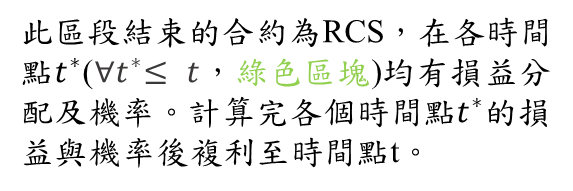 此區段結束的合約為RCS，在各時間
點t*(∀t*≤ t，綠色區塊)均有損益分
配及機率。計算完各個時間點t*的損
益與機率後複利至時間點t。